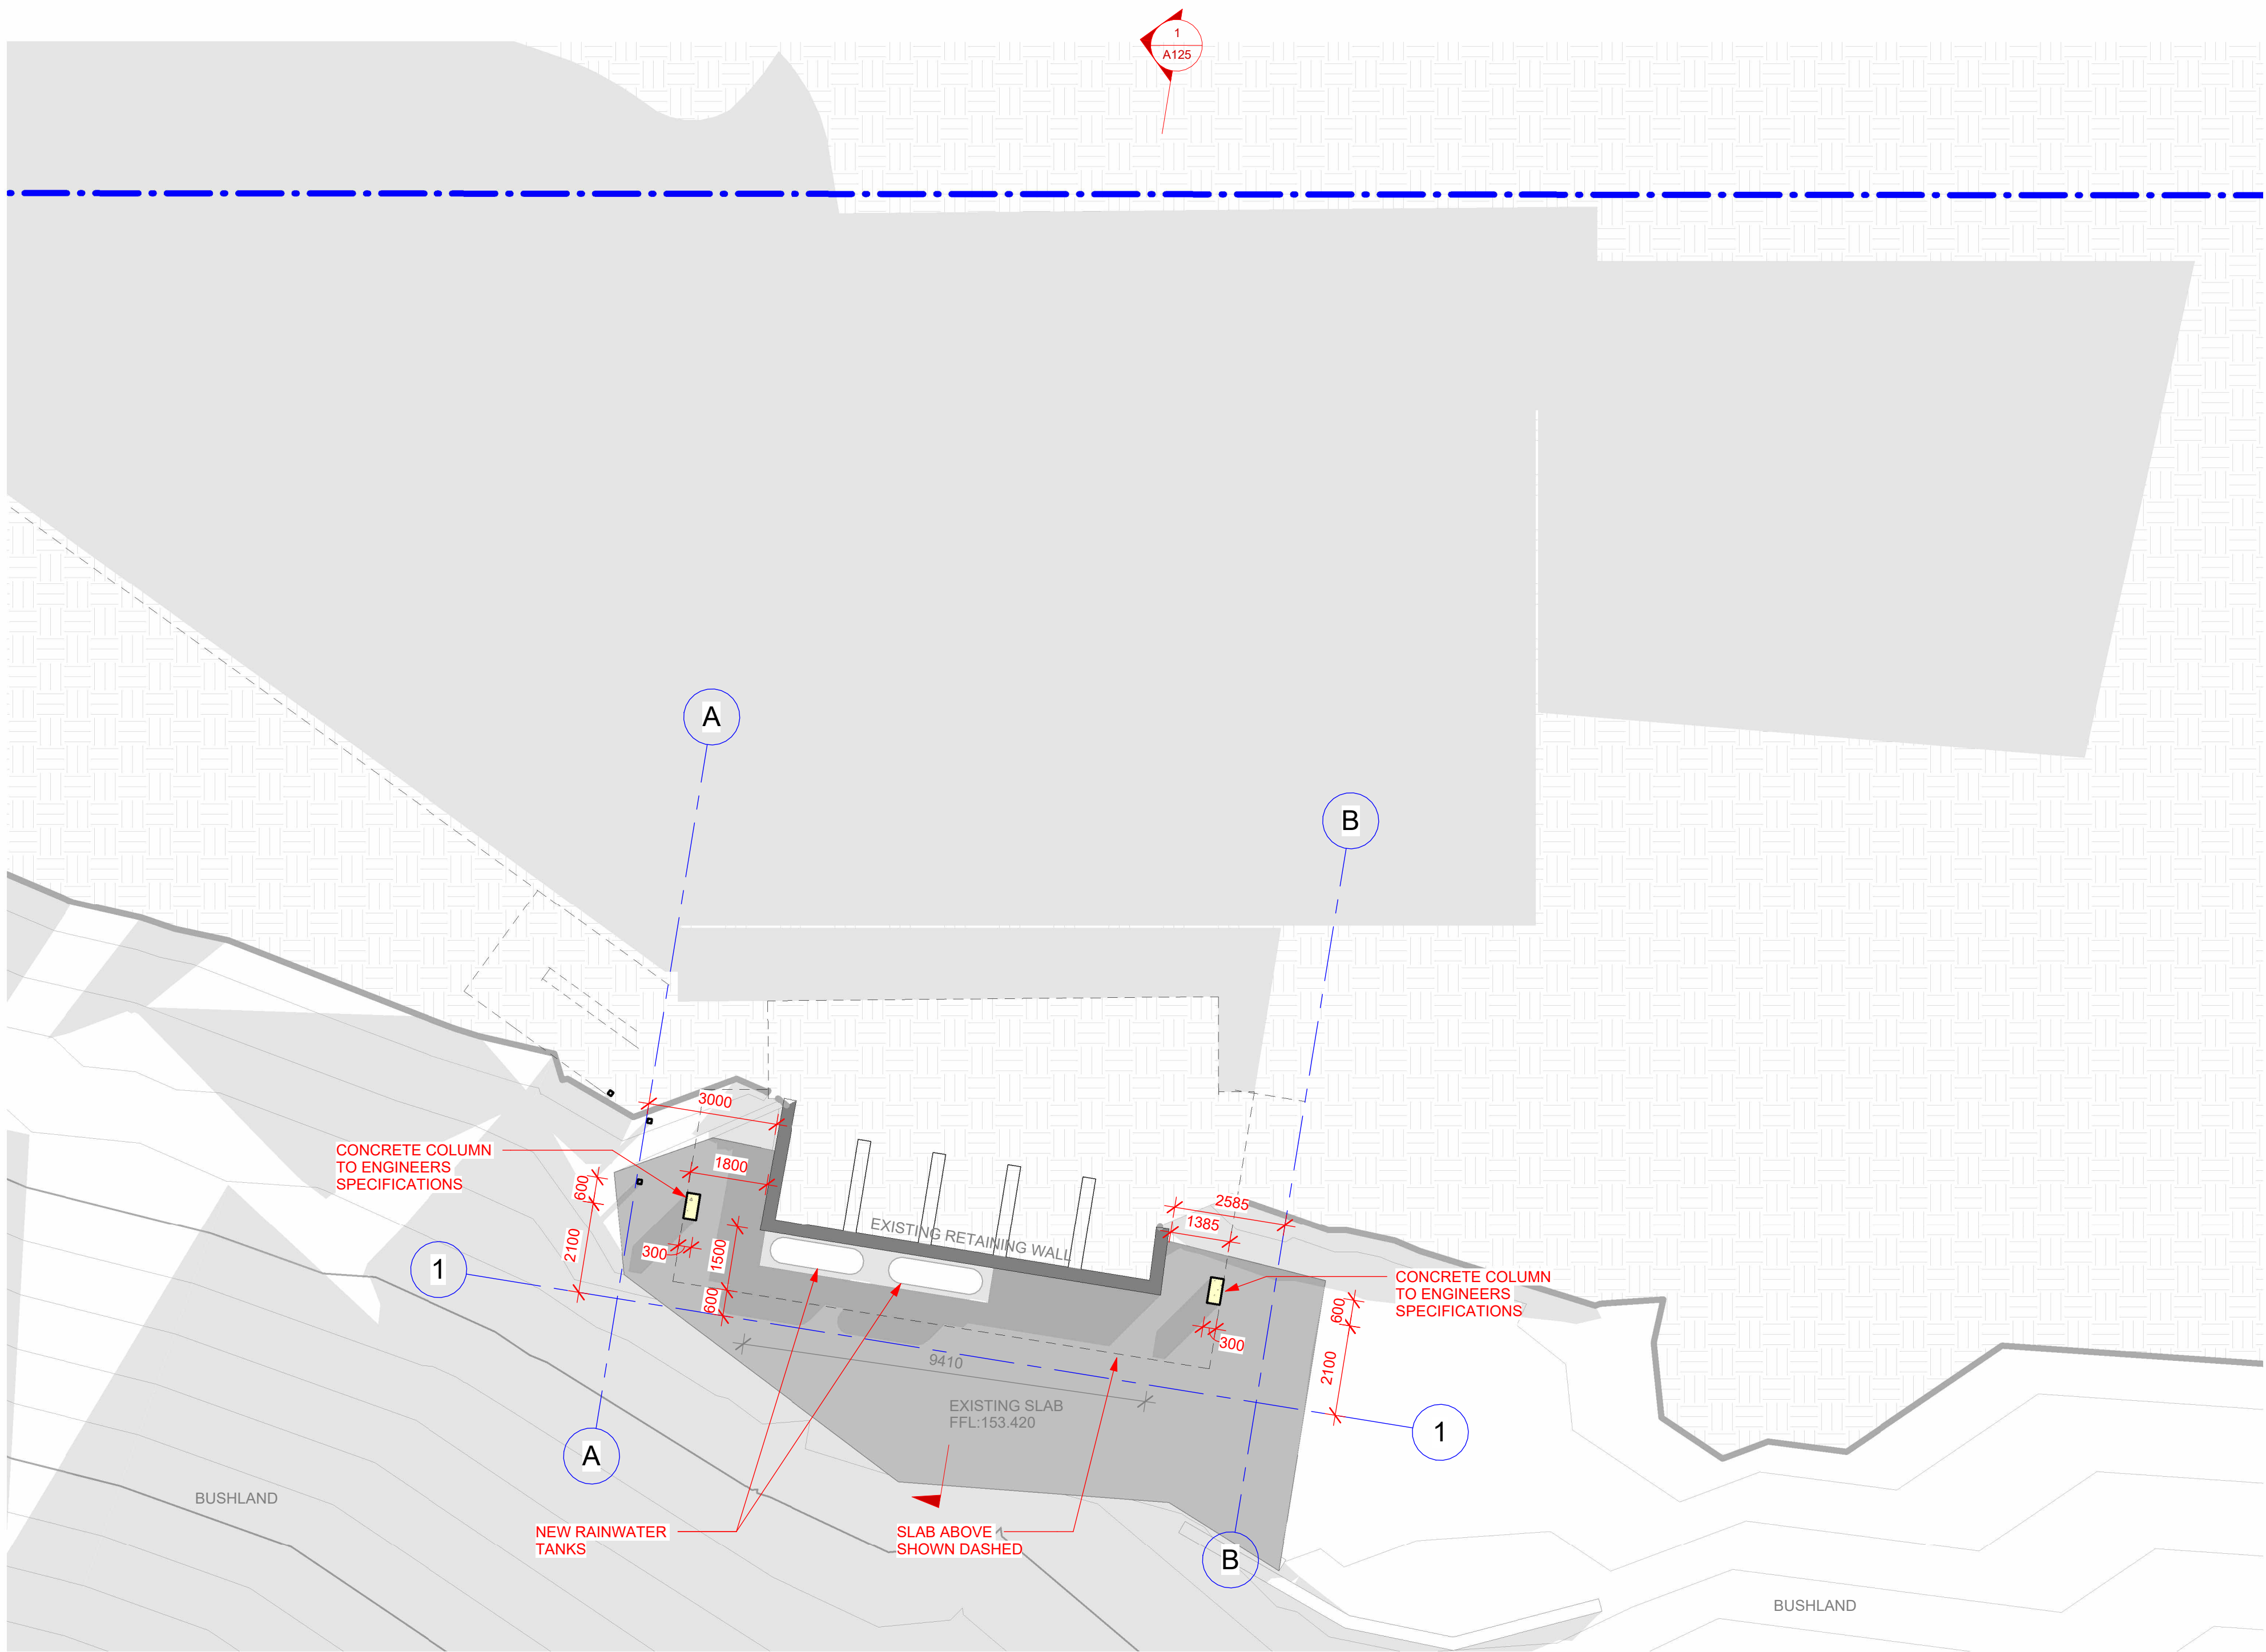 1
A125
A
B
3000
CONCRETE COLUMN
TO ENGINEERS
SPECIFICATIONS
1800
600
2100
300
1500
600
EXISTING RETAINING WALL
2585
1385
1
CONCRETE COLUMN
TO ENGINEERS
SPECIFICATIONS
600
300
2100
9410
EXISTING SLAB
FFL:153.420
1
A
BUSHLAND
NEW RAINWATER
TANKS
SLAB ABOVE
SHOWN DASHED
B
BUSHLAND